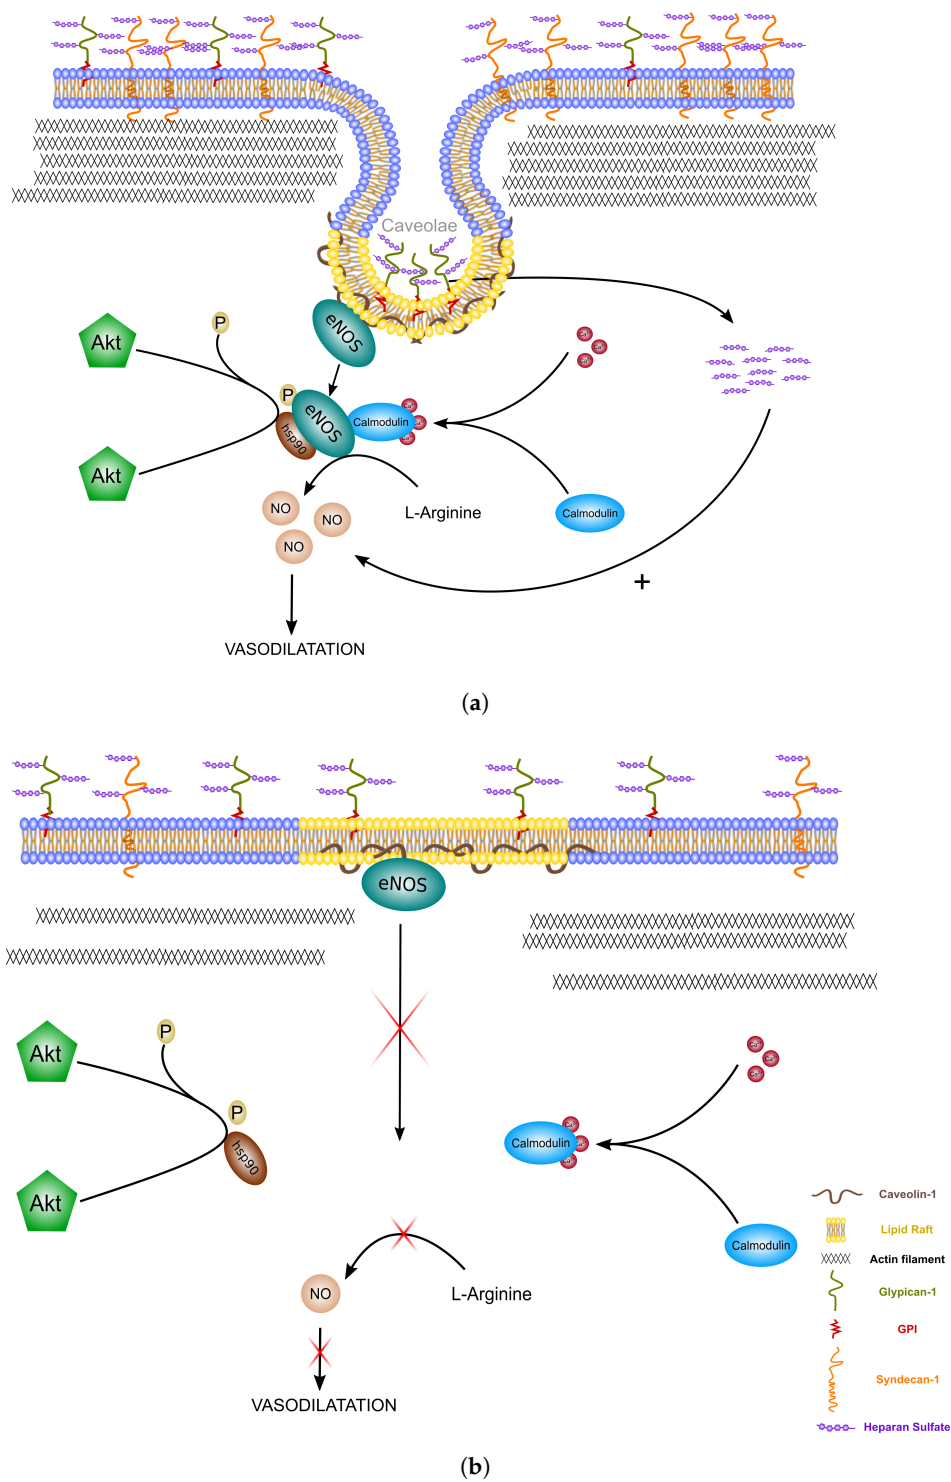 Caveolae
eNOS
Akt
P
P
eNOS
hsp90
Calmodulin
Akt
L-Arginine
Calmodulin
NO
NO
NO
+
VASODILATATION
(a)
eNOS
Akt
P
P
hsp90
Calmodulin
Akt
Calmodulin
NO
L-Arginine
VASODILATATION
Caveolin-1
Lipid Raft
Actin filament
Glypican-1
GPI
Syndecan-1
Heparan Sulfate
(b)